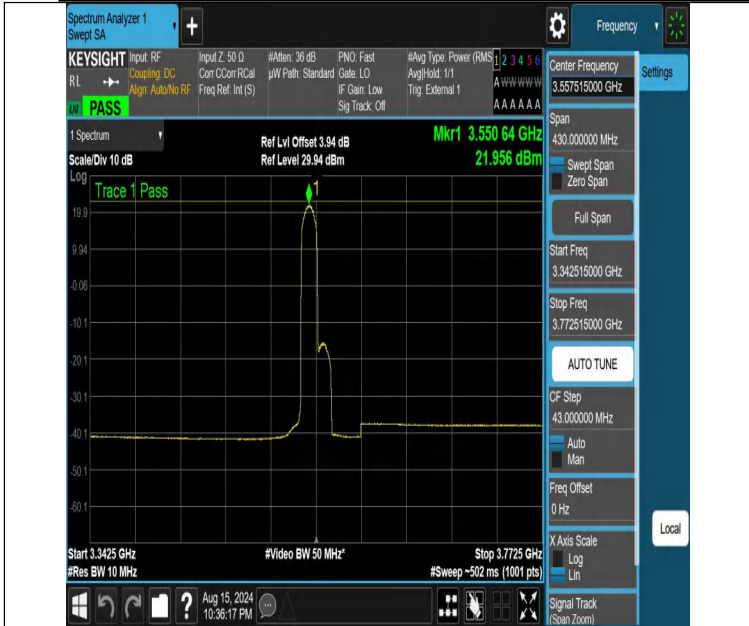 Spectrum Analyzer 1
Swept SA
+
Frequency
KEYSIGHT
RL
PASS
Input: RF
Coupling: DC
Align: Auto/No RF
Input Z: 50 Ω
Corr CCorr RCal
Freq Ref: Int (S)
#Atten: 36 dB
µW Path: Standard
PNO: Fast
Gate: LO
IF Gain: Low
Sig Track: Off
#Avg Type: Power (RMS
Avg|Hold: 1/1
Trig: External 1
1 2 3 4 5 6
A W W W W W
A A A A A A
1 Spectrum
Scale/Div 10 dB
Ref Lvl Offset 3.94 dB
Ref Level 29.94 dBm
Mkr1 3.550 64 GHz
21.956 dBm
Log
Trace 1 Pass
1
19.9
9.94
-0.06
-10.1
-20.1
-30.1
-40.1
-50.1
-60.1
Start 3.3425 GHz
#Res BW 10 MHz
#Video BW 50 MHz*
Stop 3.7725 GHz
#Sweep ~502 ms (1001 pts)
?
Aug 15, 2024
10:36:17 PM
Center Frequency
3.557515000 GHz
Settings
Span
430.000000 MHz
Swept Span
Zero Span
Full Span
Start Freq
3.342515000 GHz
Stop Freq
3.772515000 GHz
AUTO TUNE
CF Step
43.000000 MHz
Auto
Man
Freq Offset
0 Hz
Local
X Axis Scale
Log
Lin
Signal Track
(Span Zoom)